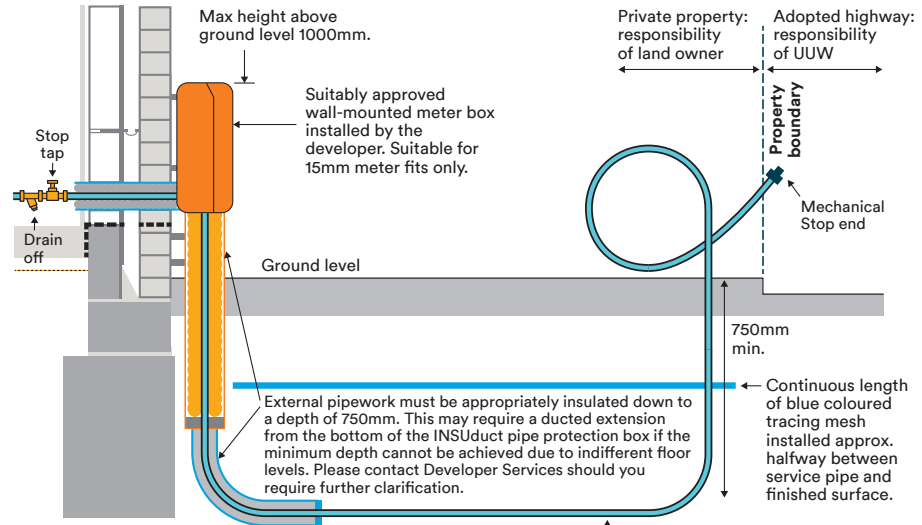 Max height above
ground level 1000mm.
Private property:
responsibility
of land owner
Adopted highway:
responsibility
of UUW
Suitably approved
wall-mounted meter box
installed by the
developer. Suitable for
15mm meter fits only.
Property
boundary
Stop
tap
Mechanical
Stop end
Drain
off
Ground level
750mm
min.
External pipework must be appropriately insulated down to
a depth of 750mm. This may require a ducted extension
from the bottom of the INSUduct pipe protection box if the
minimum depth cannot be achieved due to indifferent floor
levels. Please contact Developer Services should you
require further clarification.
Continuous length
of blue coloured
tracing mesh
installed approx.
halfway between
service pipe and
finished surface.